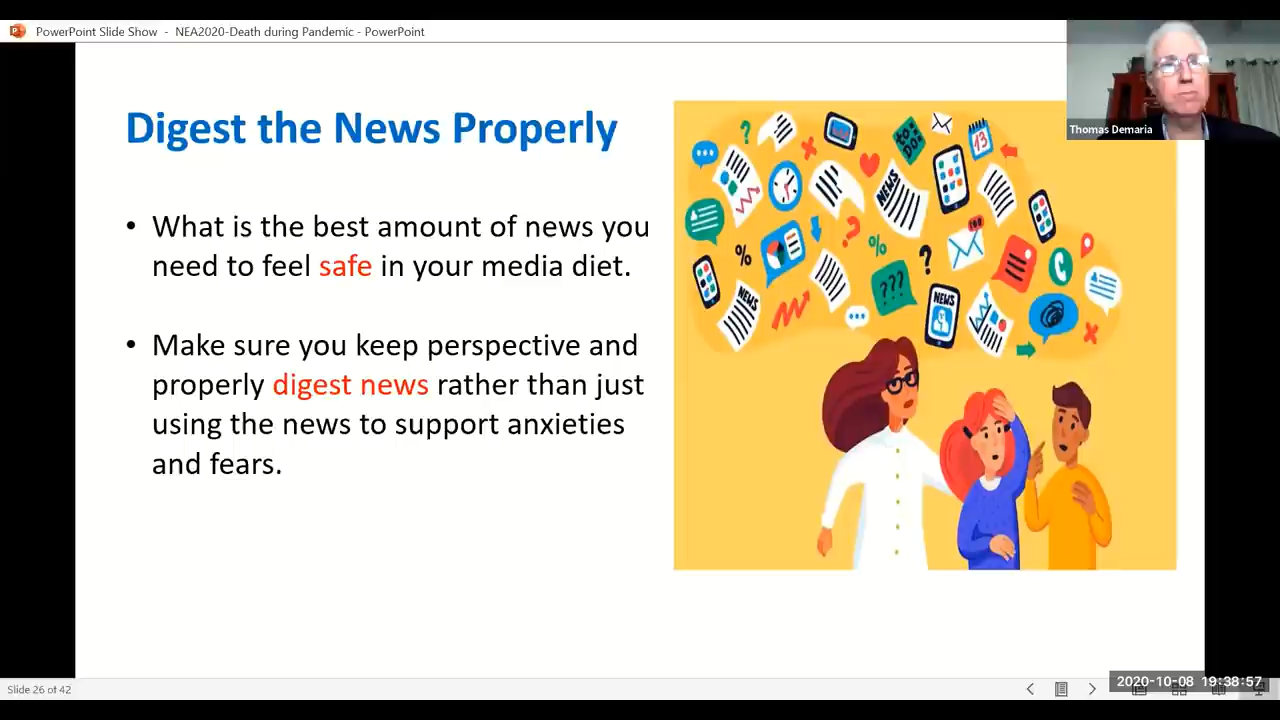 PowerPoint Slide Show - NEA2020-Death during Pandemic - PowerPoint
Thomas Demaria
Digest the News Properly
• What is the best amount of news you
need to feel safe in your media diet.
• Make sure you keep perspective and
properly digest news rather than just
using the news to support anxieties
and fears.
?
TO
DO
13
NEWS
%
?
%
?
???
NEWS
NEWS
Slide 26 of 42
2020-10-08 19:38:57